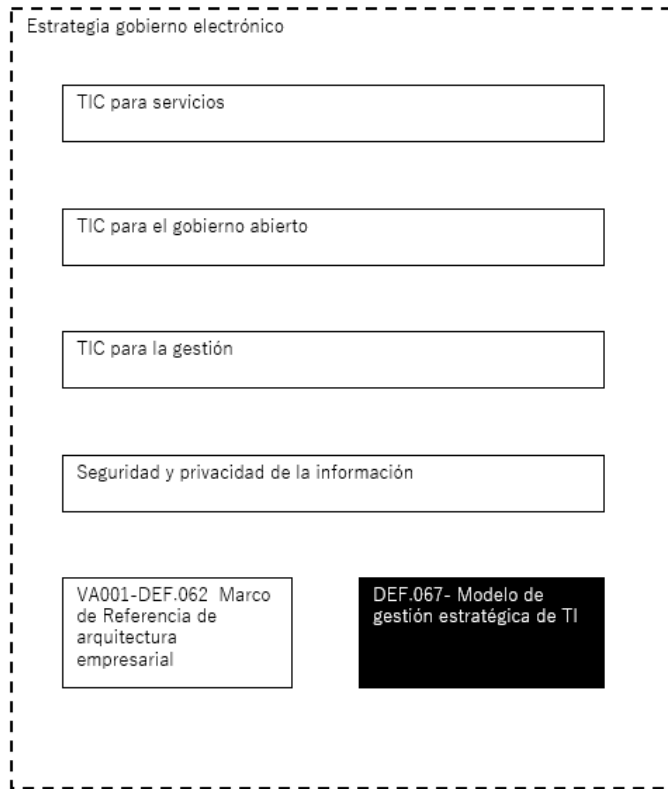 Estrategia gobierno electrónico
TIC para servicios
TIC para el gobierno abierto
TIC para la gestión
Seguridad y privacidad de la información
VA001-DEF.062 Marco
de Referencia de
arquitectura
empresarial
DEF.067- Modelo de
gestión estratégica de TI